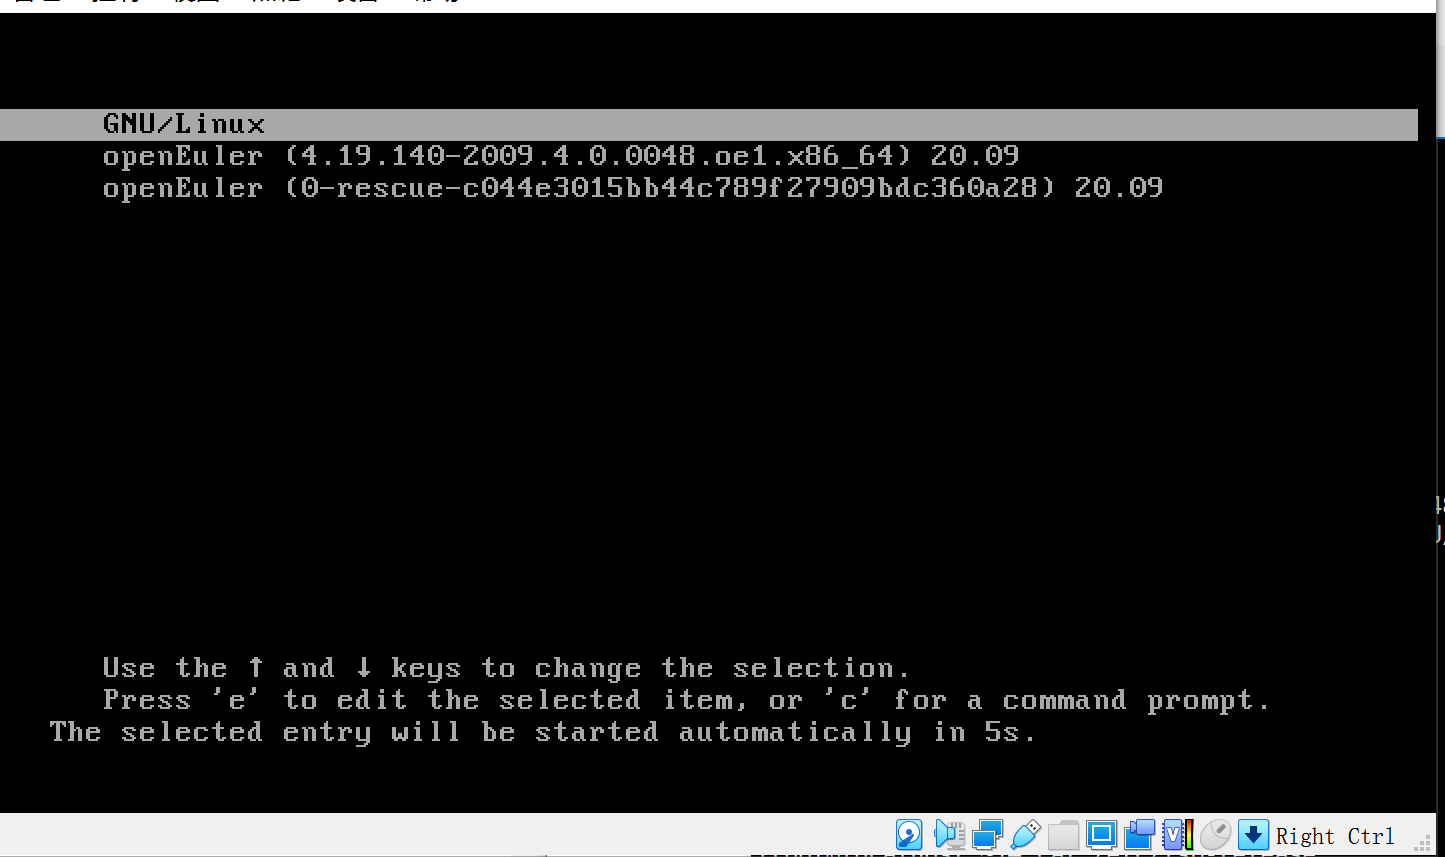 GNU/Linux
openEuler (4.19.140-2009.4.0.0048.oe1.x86_64) 20.09
openEuler (0-rescue-c044e3015bb44c789f27909bdc360a28) 20.09
Use the ↑ and ↓ keys to change the selection.
Press 'e' to edit the selected item, or 'c' for a command prompt.
The selected entry will be started automatically in 5s.
Right Ctrl